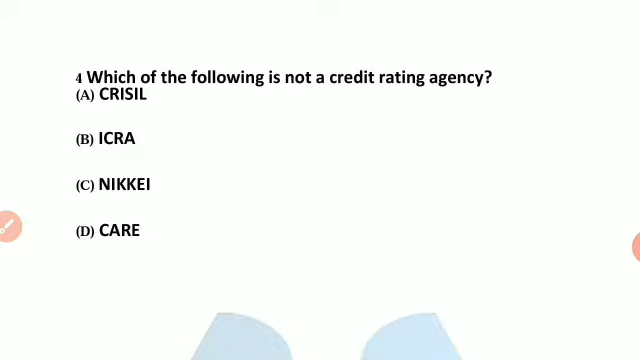 4 Which of the following is not a credit rating agency?
(A) CRISIL
(B) ICRA
(C) NIKKEI
(D) CARE